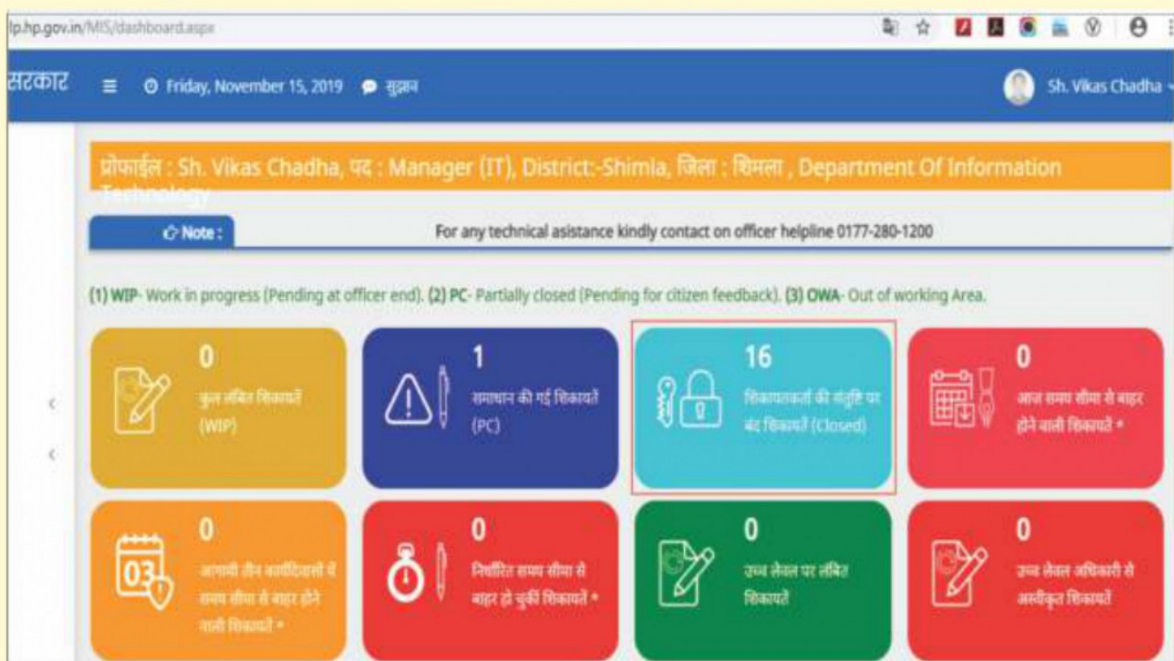 lp.hp.gov.in/MIS/dashboard.aspx
सरकार
Friday, November 15, 2019
सुझाव
Sh. Vikas Chadha
प्रोफाईल : Sh. Vikas Chadha, पद : Manager (IT), District:-Shimla, जिला : शिमला , Department Of Information
Technology
Note :
For any technical asistance kindly contact on officer helpline 0177-280-1200
(1) WIP- Work in progress (Pending at officer end). (2) PC- Partially closed (Pending for citizen feedback). (3) OWA- Out of working Area.
0
कुल लंबित शिकायतें
(WIP)
1
समाधान की गई शिकायतें
(PC)
16
शिकायतकर्ता की संतुष्टि पर
बंद शिकायतें (Closed)
0
आज समय सीमा से बाहर
होने वाली शिकायतें *
03
0
आगामी तीन कार्यदिवसों में
समय सीमा से बाहर होने
वाली शिकायतें *
0
निर्धारित समय सीमा से
बाहर हो चुकीं शिकायतें *
0
उच्च लेवल पर लंबित
शिकायतें
0
उच्च लेवल अधिकारी से
अस्वीकृत शिकायतें